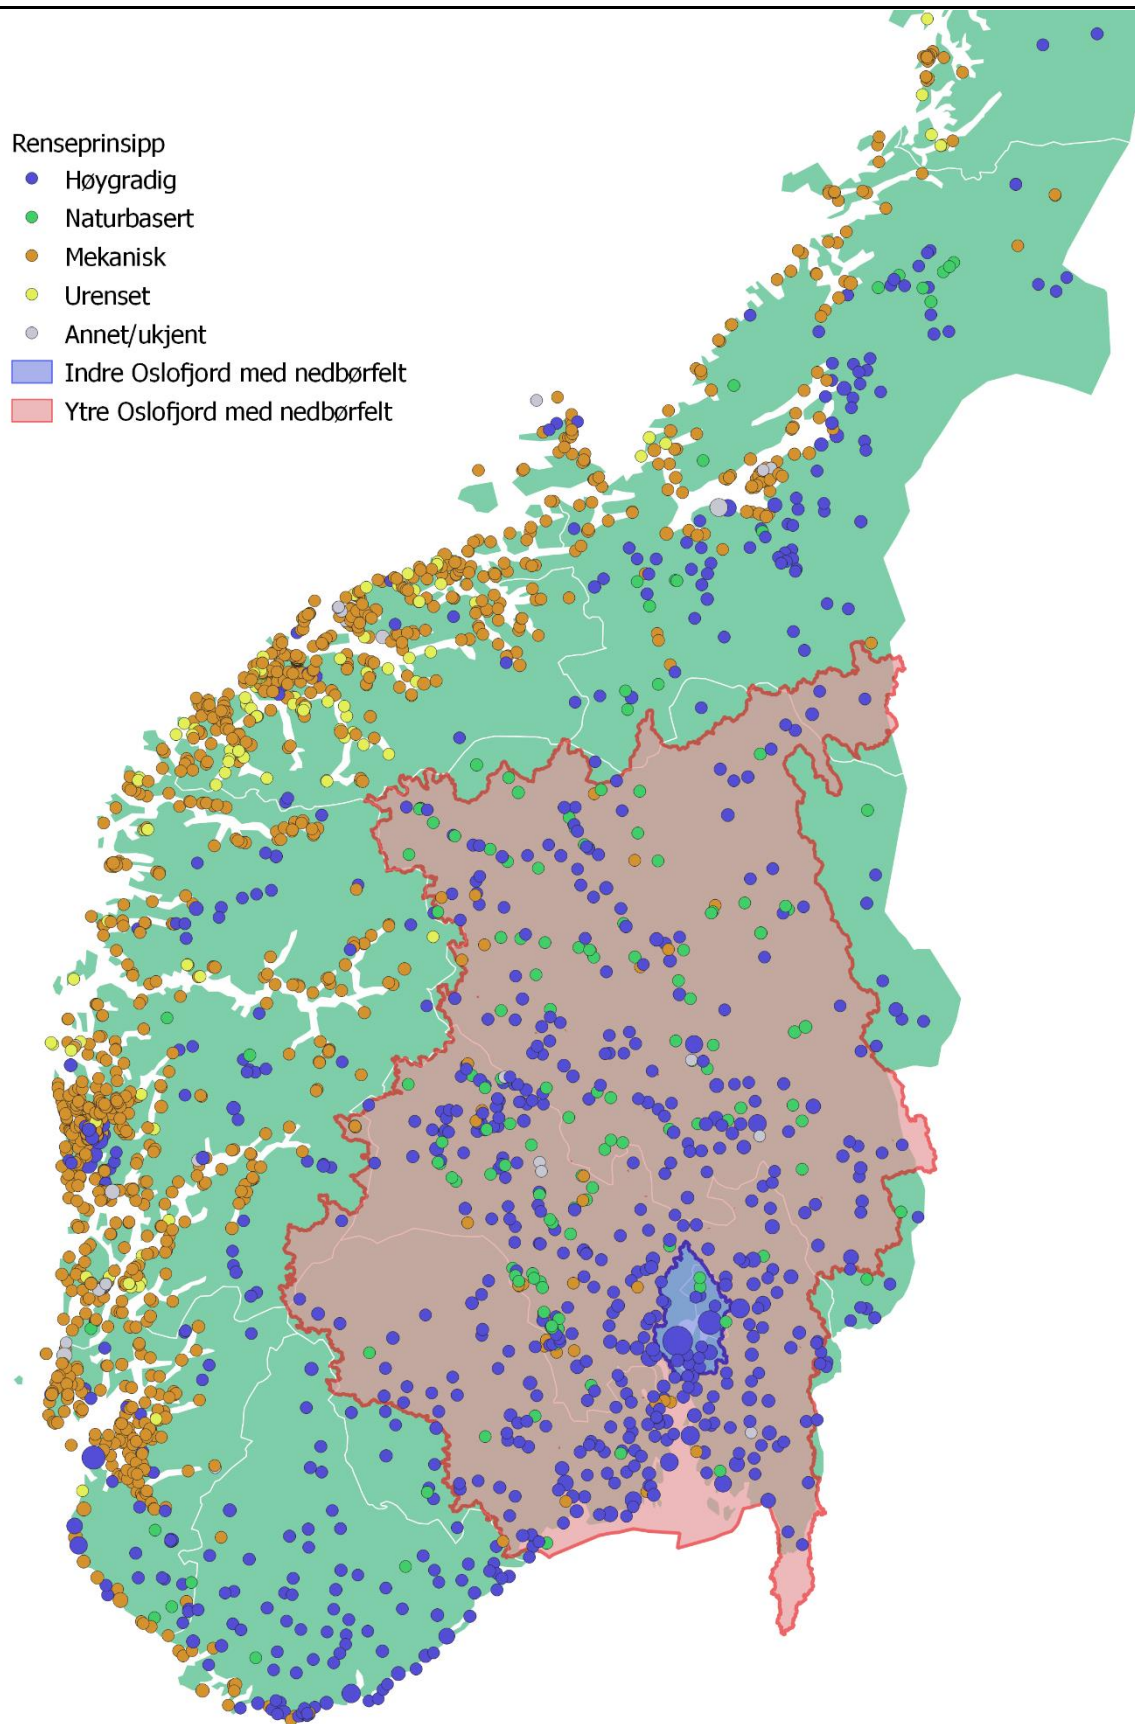 Renseprinsipp
Høygradig
Naturbasert
Mekanisk
Urenset
Annet/ukjent
Indre Oslofjord med nedbørfelt
Ytre Oslofjord med nedbørfelt